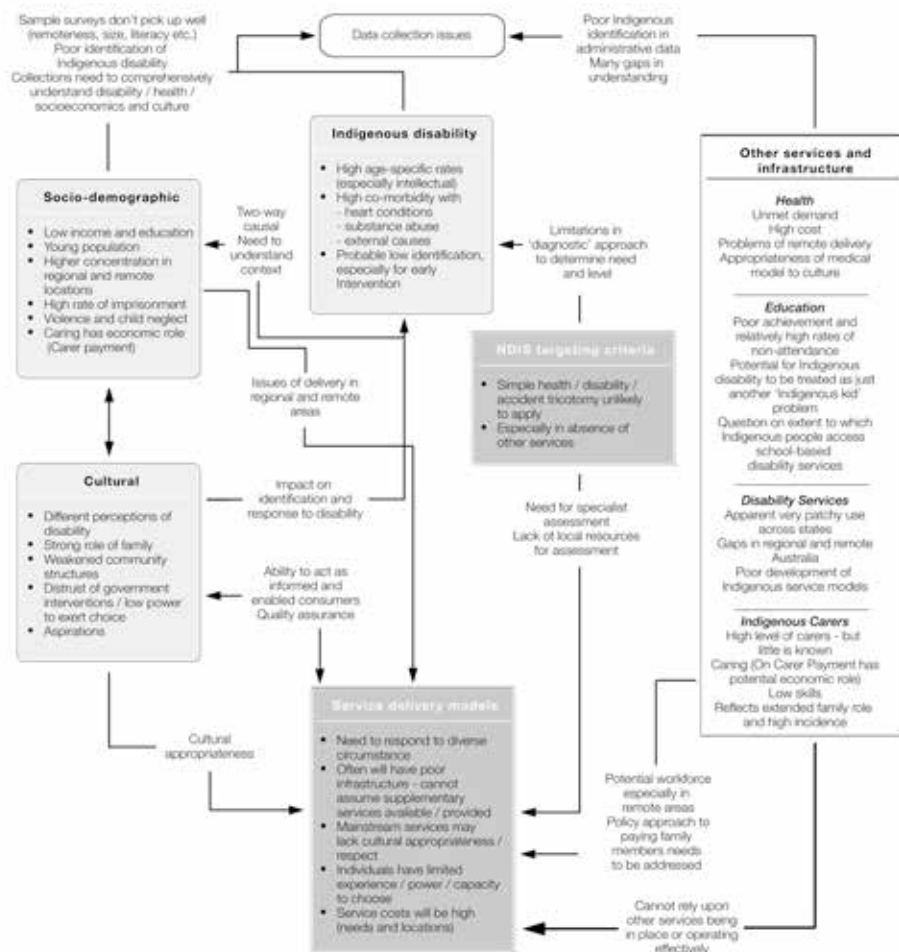 Sample surveys don't pick up well
(remoteness, size, literacy etc.)
Poor identification of
Indigenous disability
Collections need to comprehensively
understand disability / health /
socioeconomics and culture
Data collection issues
Poor Indigenous
identification in
administrative data
Many gaps in
understanding
Indigenous disability
• High age-specific rates
(especially intellectual)
• High co-morbidity with
- heart conditions
- substance abuse
- external causes
• Probable low identification,
especially for early
Intervention
Socio-demographic
• Low income and education
• Young population
• Higher concentration in
regional and remote
locations
• High rate of imprisonment
• Violence and child neglect
• Caring has economic role
(Carer payment)
Two-way
causal
Need to
understand
context
Limitations in
'diagnostic' approach
to determine need
and level
NDIS targeting criteria
• Simple health / disability /
accident tricotomy unlikely
to apply
• Especially in absence of
other services
Issues of delivery in
regional and remote
areas
Cultural
• Different perceptions of
disability
• Strong role of family
• Weakened community
structures
• Distrust of government
interventions / low power
to exert choice
• Aspirations
Impact on
identification and
response to disability
Need for specialist
assessment
Lack of local resources
for assessment
Ability to act as
informed and
enabled consumers
Quality assurance
Cultural
appropriateness
Service delivery models
• Need to respond to diverse
circumstance
• Often will have poor
infrastructure - cannot
assume supplementary
services available / provided
• Mainstream services may
lack cultural appropriateness /
respect
• Individuals have limited
experience / power / capacity
to choose
• Service costs will be high
(needs and locations)
Other services and
infrastructure
Health
Unmet demand
High cost
Problems of remote delivery
Appropriateness of medical
model to culture
Education
Poor achievement and
relatively high rates of
non-attendance
Potential for Indigenous
disability to be treated as just
another 'Indigenous kid'
problem
Question on extent to which
Indigenous people access
school-based
disability services
Disability Services
Apparent very patchy use
across states
Gaps in regional and remote
Australia
Poor development of
Indigenous service models
Indigenous Carers
High level of carers - but
little is known
Caring (On Carer Payment has
potential economic role)
Low skills
Reflects extended family role
and high incidence
Potential workforce
especially in
remote areas
Policy approach to
paying family
members needs
to be addressed
Cannot rely upon
other services being
in place or operating
effectively